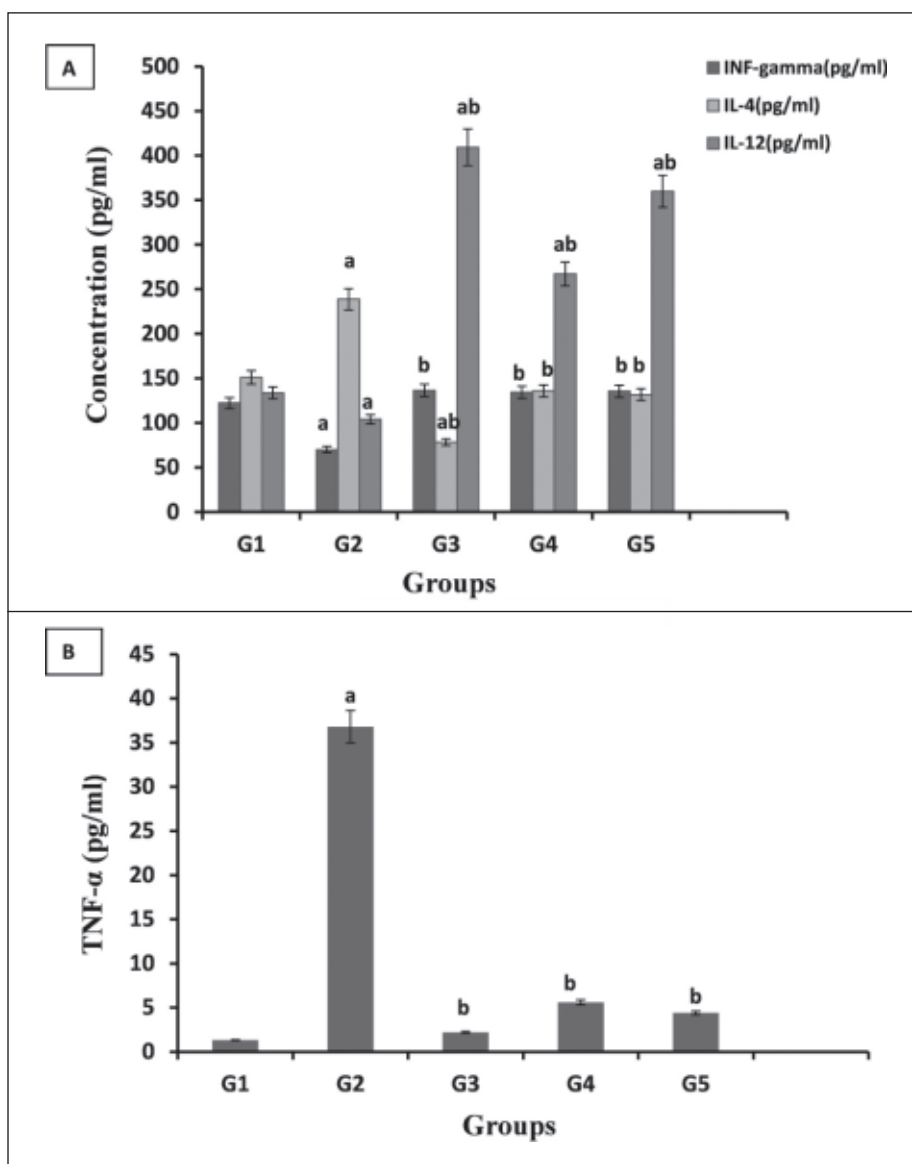 A
500
450
400
350
300
250
200
150
100
50
0
Concentration (pg/ml)
INF-gamma(pg/ml)
IL-4(pg/ml)
IL-12(pg/ml)
a
a
a
b
ab
ab
b
b
ab
b
b
ab
G1
G2
G3
G4
G5
Groups
B
45
40
35
30
25
20
15
10
5
0
TNF-α (pg/ml)
a
b
b
b
G1
G2
G3
G4
G5
Groups